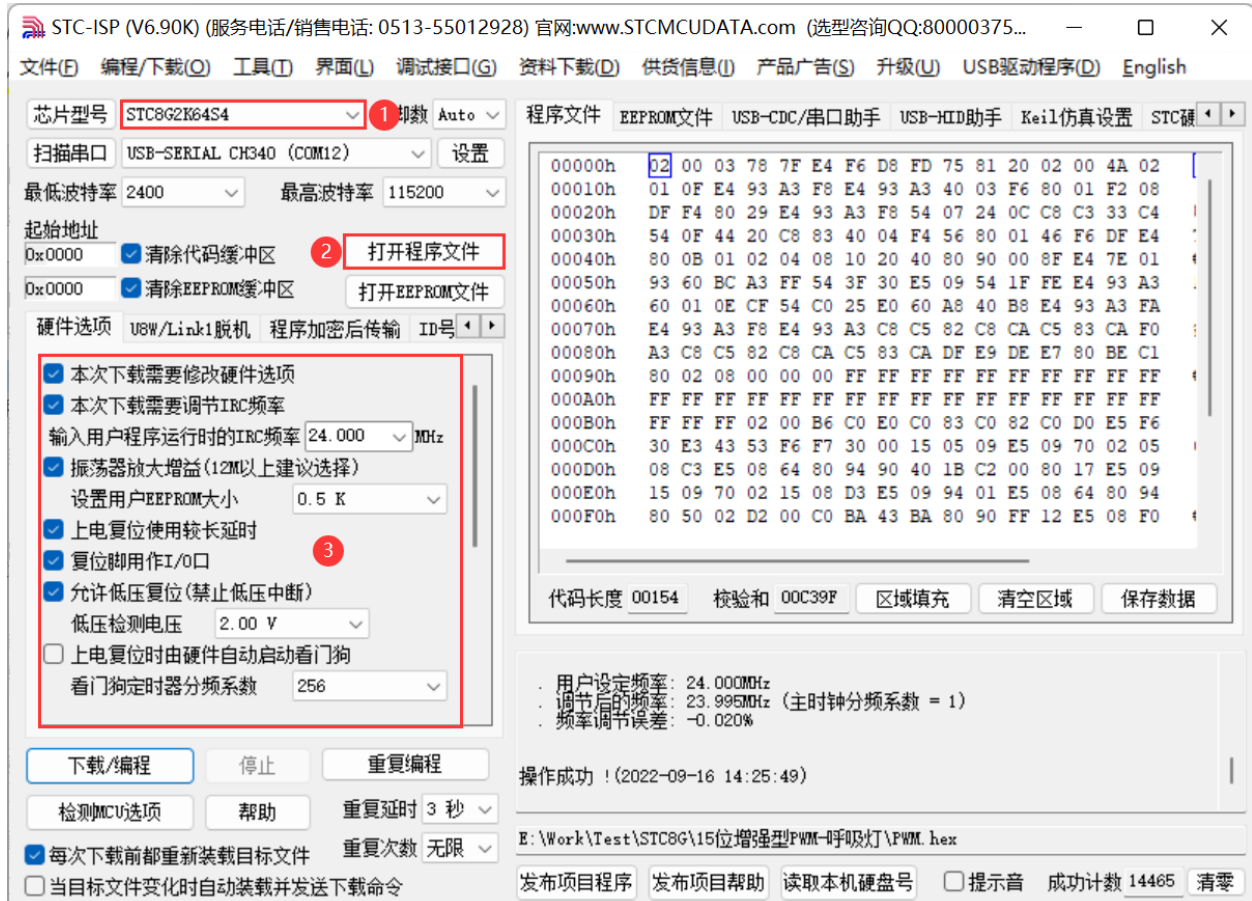 STC-ISP (V6.90K) (服务电话/销售电话: 0513-55012928) 官网:www.STCMCUDATA.com (选型咨询QQ:80000375...
文件(F) 编程/下载(O) 工具(T) 界面(L) 调试接口(G) 资料下载(D) 供货信息(I) 产品广告(S) 升级(U) USB驱动程序(D) English
芯片型号 STC8G2K64S4 1 脚数 Auto
扫描串口 USB-SERIAL CH340 (COM12) 设置
最低波特率 2400 最高波特率 115200
起始地址
0x0000 清除代码缓冲区 2 打开程序文件
0x0000 清除EEPROM缓冲区 打开EEPROM文件
硬件选项 U8W/Link1脱机 程序加密后传输 ID号
本次下载需要修改硬件选项
本次下载需要调节IRC频率
输入用户程序运行时的IRC频率 24.000 MHz
振荡器放大增益(12M以上建议选择)
设置用户EEPROM大小 0.5 K
上电复位使用较长延时
复位脚用作I/O口 3
允许低压复位(禁止低压中断)
低压检测电压 2.00 V
上电复位时由硬件自动启动看门狗
看门狗定时器分频系数 256
下载/编程 停止 重复编程
检测MCU选项 帮助 重复延时 3 秒
每次下载前都重新装载目标文件 重复次数 无限
当目标文件变化时自动装载并发送下载命令
程序文件 EEPROM文件 USB-CDC/串口助手 USB-HID助手 Keil仿真设置 STC硬
00000h 02 00 03 78 7F E4 F6 D8 FD 75 81 20 02 00 4A 02
00010h 01 0F E4 93 A3 F8 E4 93 A3 40 03 F6 80 01 F2 08
00020h DF F4 80 29 E4 93 A3 F8 54 07 24 0C C8 C3 33 C4
00030h 54 0F 44 20 C8 83 40 04 F4 56 80 01 46 F6 DF E4
00040h 80 0B 01 02 04 08 10 20 40 80 90 00 8F E4 7E 01
00050h 93 60 BC A3 FF 54 3F 30 E5 09 54 1F FE E4 93 A3
00060h 60 01 0E CF 54 C0 25 E0 60 A8 40 B8 E4 93 A3 FA
00070h E4 93 A3 F8 E4 93 A3 C8 C5 82 C8 CA C5 83 CA F0
00080h A3 C8 C5 82 C8 CA C5 83 CA DF E9 DE E7 80 BE C1
00090h 80 02 08 00 00 00 FF FF FF FF FF FF FF FF FF FF
000A0h FF FF FF FF FF FF FF FF FF FF FF FF FF FF FF FF
000B0h FF FF FF 02 00 B6 C0 E0 C0 83 C0 82 C0 D0 E5 F6
000C0h 30 E3 43 53 F6 F7 30 00 15 05 09 E5 09 70 02 05
000D0h 08 C3 E5 08 64 80 94 90 40 1B C2 00 80 17 E5 09
000E0h 15 09 70 02 15 08 D3 E5 09 94 01 E5 08 64 80 94
000F0h 80 50 02 D2 00 C0 BA 43 BA 80 90 FF 12 E5 08 F0
代码长度 00154 校验和 00C39F 区域填充 清空区域 保存数据
. 用户设定频率: 24.000MHz
. 调节后的频率: 23.995MHz (主时钟分频系数 = 1)
. 频率调节误差: -0.020%
操作成功 !(2022-09-16 14:25:49)
E:\Work\Test\STC8G\15位增强型PWM-呼吸灯\PWM.hex
发布项目程序 发布项目帮助 读取本机硬盘号 提示音 成功计数 14465 清零